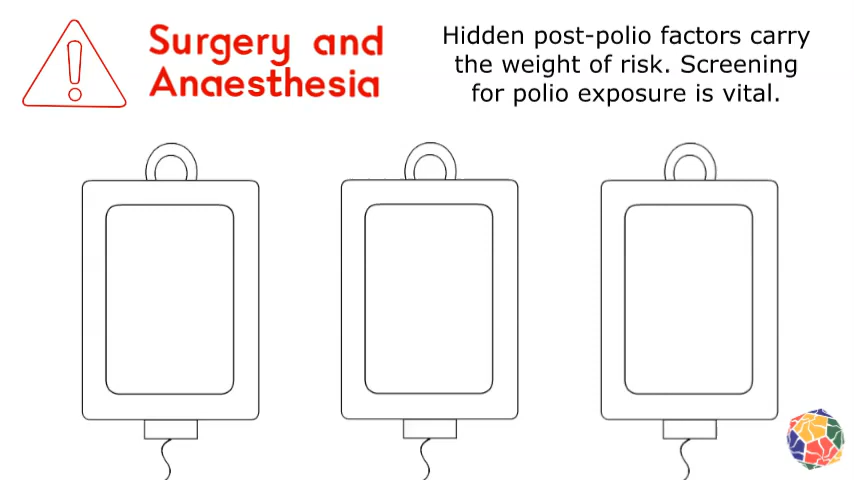 Surgery and
Anaesthesia
Hidden post-polio factors carry
the weight of risk. Screening
for polio exposure is vital.